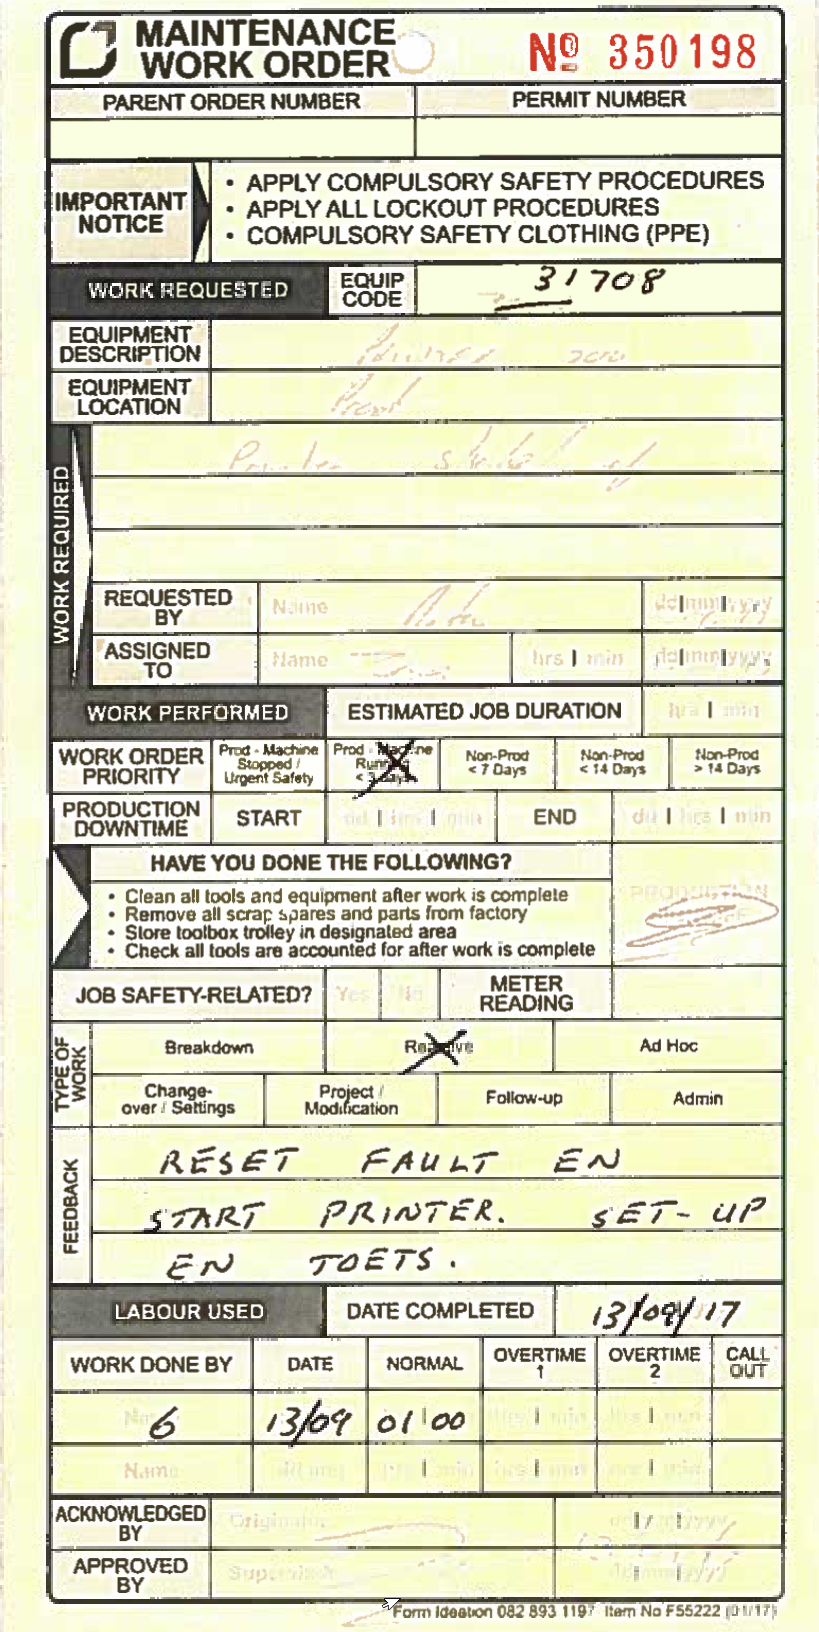 MAINTENANCE
WORK ORDER
Nº 350198
PARENT ORDER NUMBER
PERMIT NUMBER
IMPORTANT
NOTICE
• APPLY COMPULSORY SAFETY PROCEDURES
• APPLY ALL LOCKOUT PROCEDURES
• COMPULSORY SAFETY CLOTHING (PPE)
WORK REQUESTED
EQUIP
CODE
31708
EQUIPMENT
DESCRIPTION
EQUIPMENT
LOCATION
Prod
WORK REQUIRED
Printer
REQUESTED
BY
Name
dd|mm|yyyy
ASSIGNED
TO
Name
hrs | min
dd|mm|yyyy
WORK PERFORMED
ESTIMATED JOB DURATION
hrs | min
WORK ORDER
PRIORITY
Prod - Machine
Stopped /
Urgent Safety
Prod - Machine
Running
< 3 Days
Non-Prod
< 7 Days
Non-Prod
< 14 Days
Non-Prod
> 14 Days
PRODUCTION
DOWNTIME
START
dd | hrs | min
END
dd | hrs | min
HAVE YOU DONE THE FOLLOWING?
• Clean all tools and equipment after work is complete
• Remove all scrap spares and parts from factory
• Store toolbox trolley in designated area
• Check all tools are accounted for after work is complete
PRODUCTION
JOB SAFETY-RELATED?
Yes
No
METER
READING
TYPE OF
WORK
Breakdown
Reactive
Ad Hoc
Change-
over / Settings
Project /
Modification
Follow-up
Admin
FEEDBACK
RESET FAULT EN
START PRINTER. SET-UP
EN TOETS.
LABOUR USED
DATE COMPLETED
13/09/17
WORK DONE BY
DATE
NORMAL
OVERTIME
1
OVERTIME
2
CALL
OUT
6
13/09
01 00
hrs | min
hrs | min
Name
dd|mm
hrs | min
hrs | min
hrs | min
ACKNOWLEDGED
BY
Originator
dd|mm|yyyy
APPROVED
BY
Supervisor
dd|mm|yyyy
Form Ideation 082 893 1197 Item No F55222 (01/17)